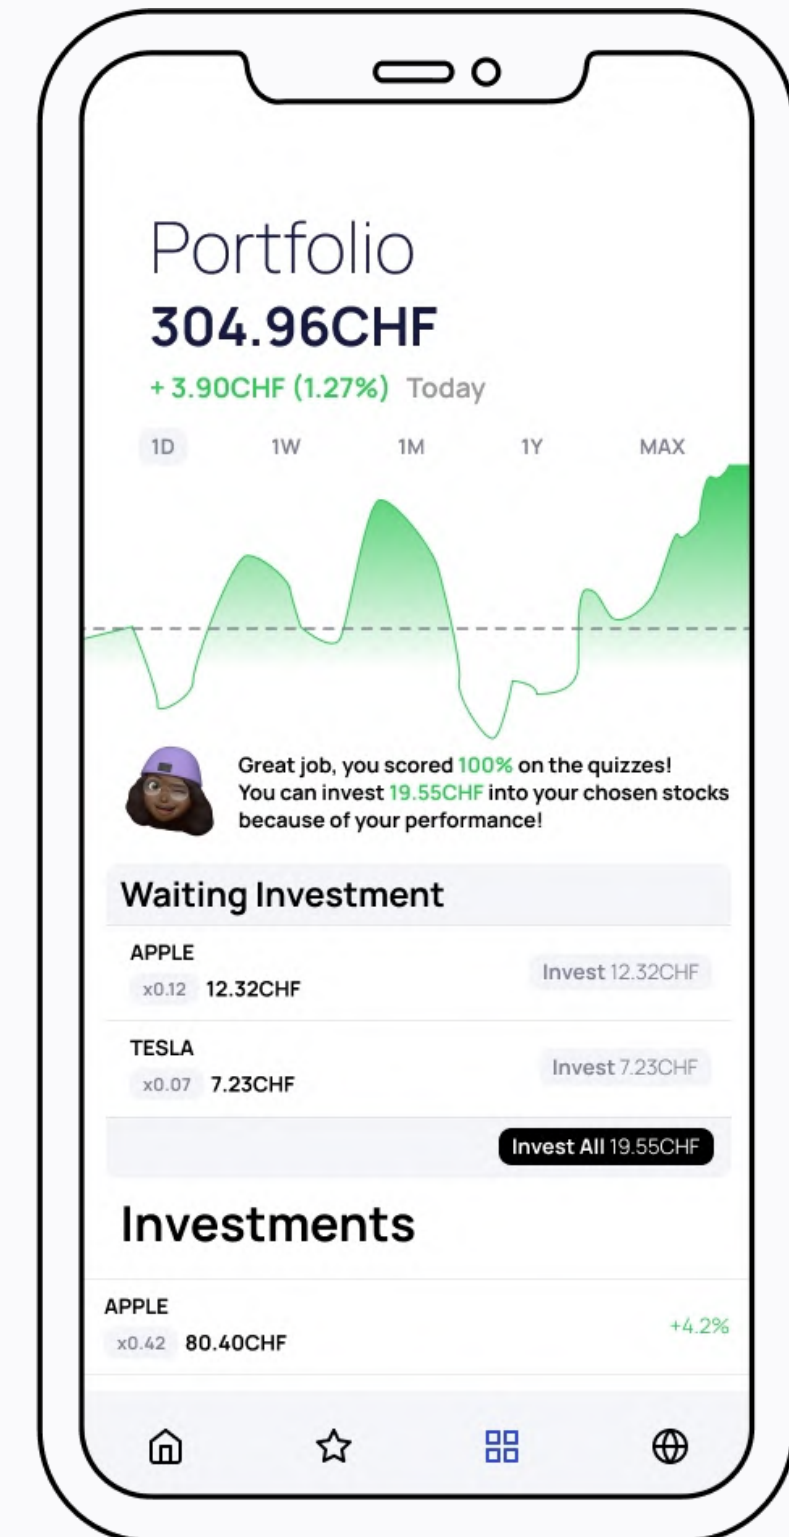 Portfolio
304.96CHF
+ 3.90CHF (1.27%) Today
1D 1W 1M 1Y MAX
Great job, you scored 100% on the quizzes!
You can invest 19.55CHF into your chosen stocks
because of your performance!
Waiting Investment
APPLE
x0.12 12.32CHF
Invest 12.32CHF
TESLA
x0.07 7.23CHF
Invest 7.23CHF
Invest All 19.55CHF
Investments
APPLE
x0.42 80.40CHF
+4.2%